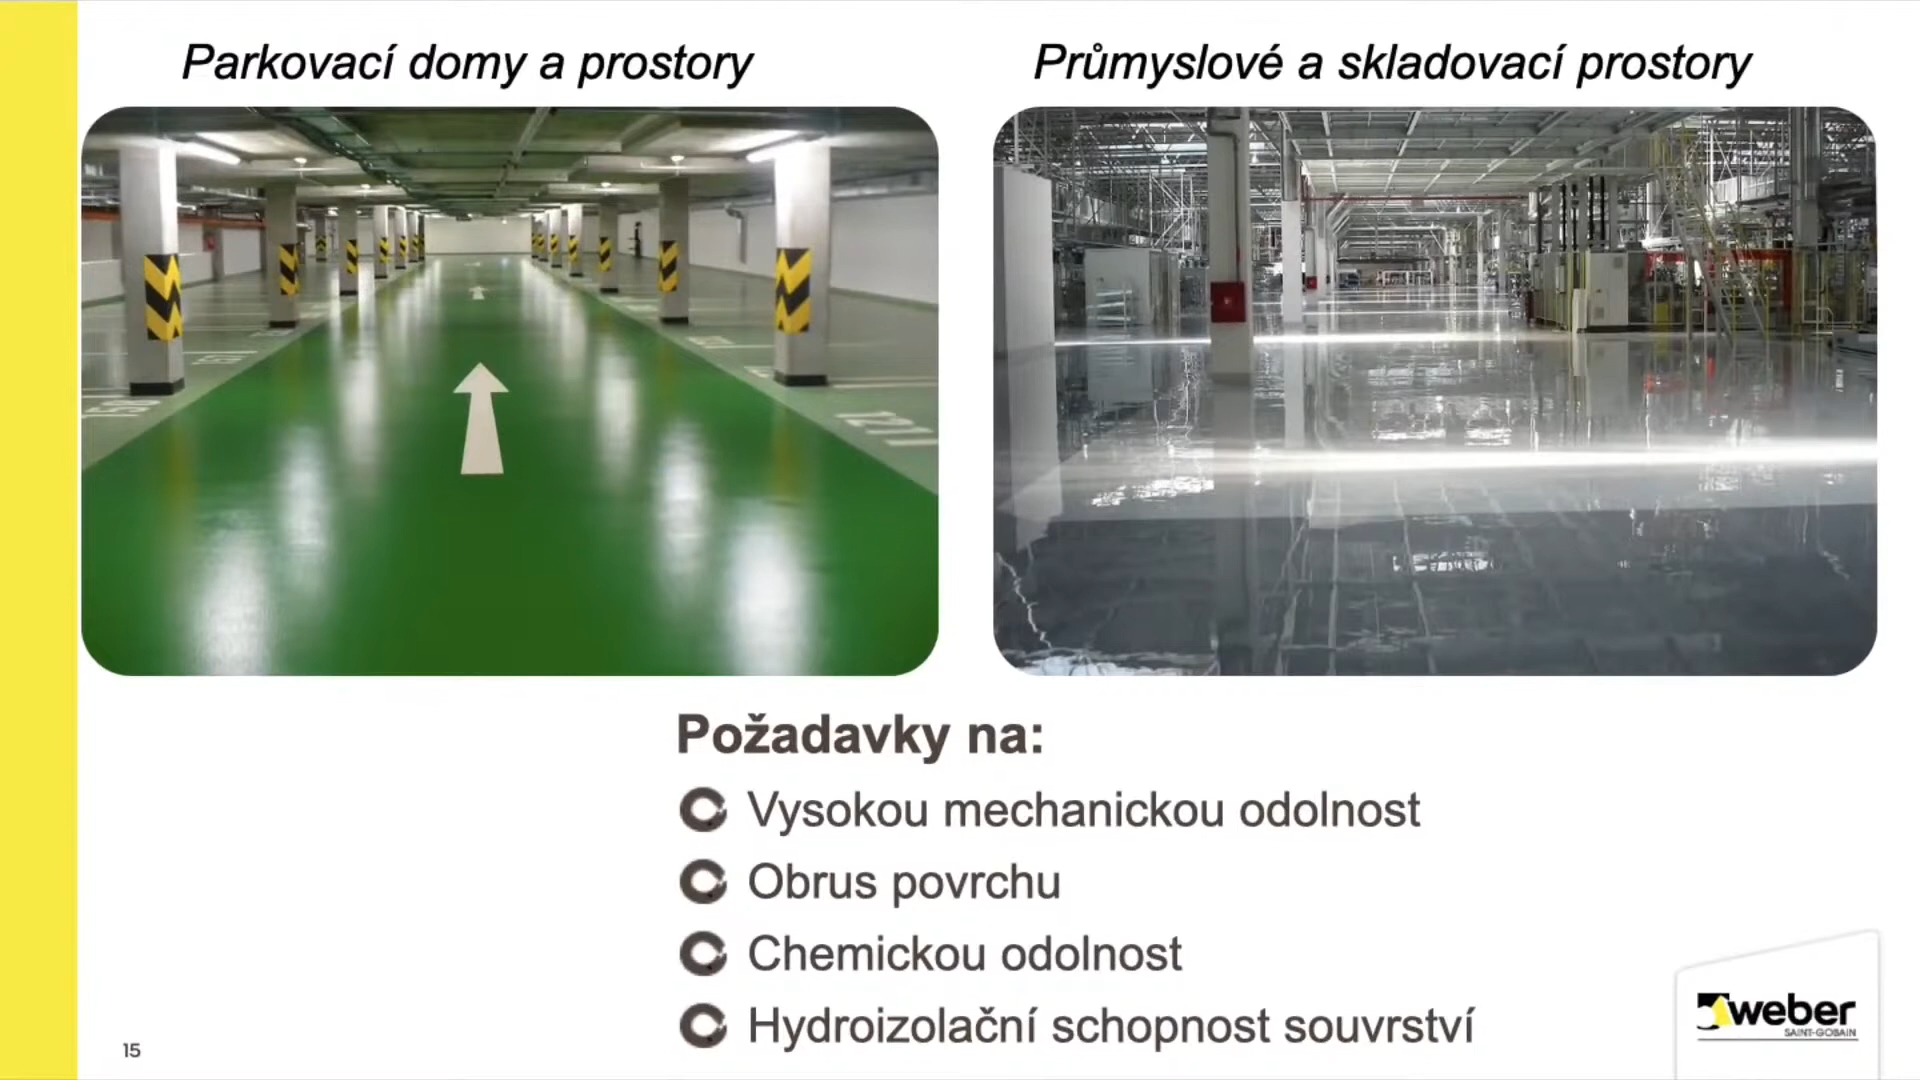 Parkovací domy a prostory
Průmyslové a skladovací prostory
Požadavky na:
Vysokou mechanickou odolnost
Obrus povrchu
Chemickou odolnost
Hydroizolační schopnost souvrství
15
weber
SAINT-GOBAIN